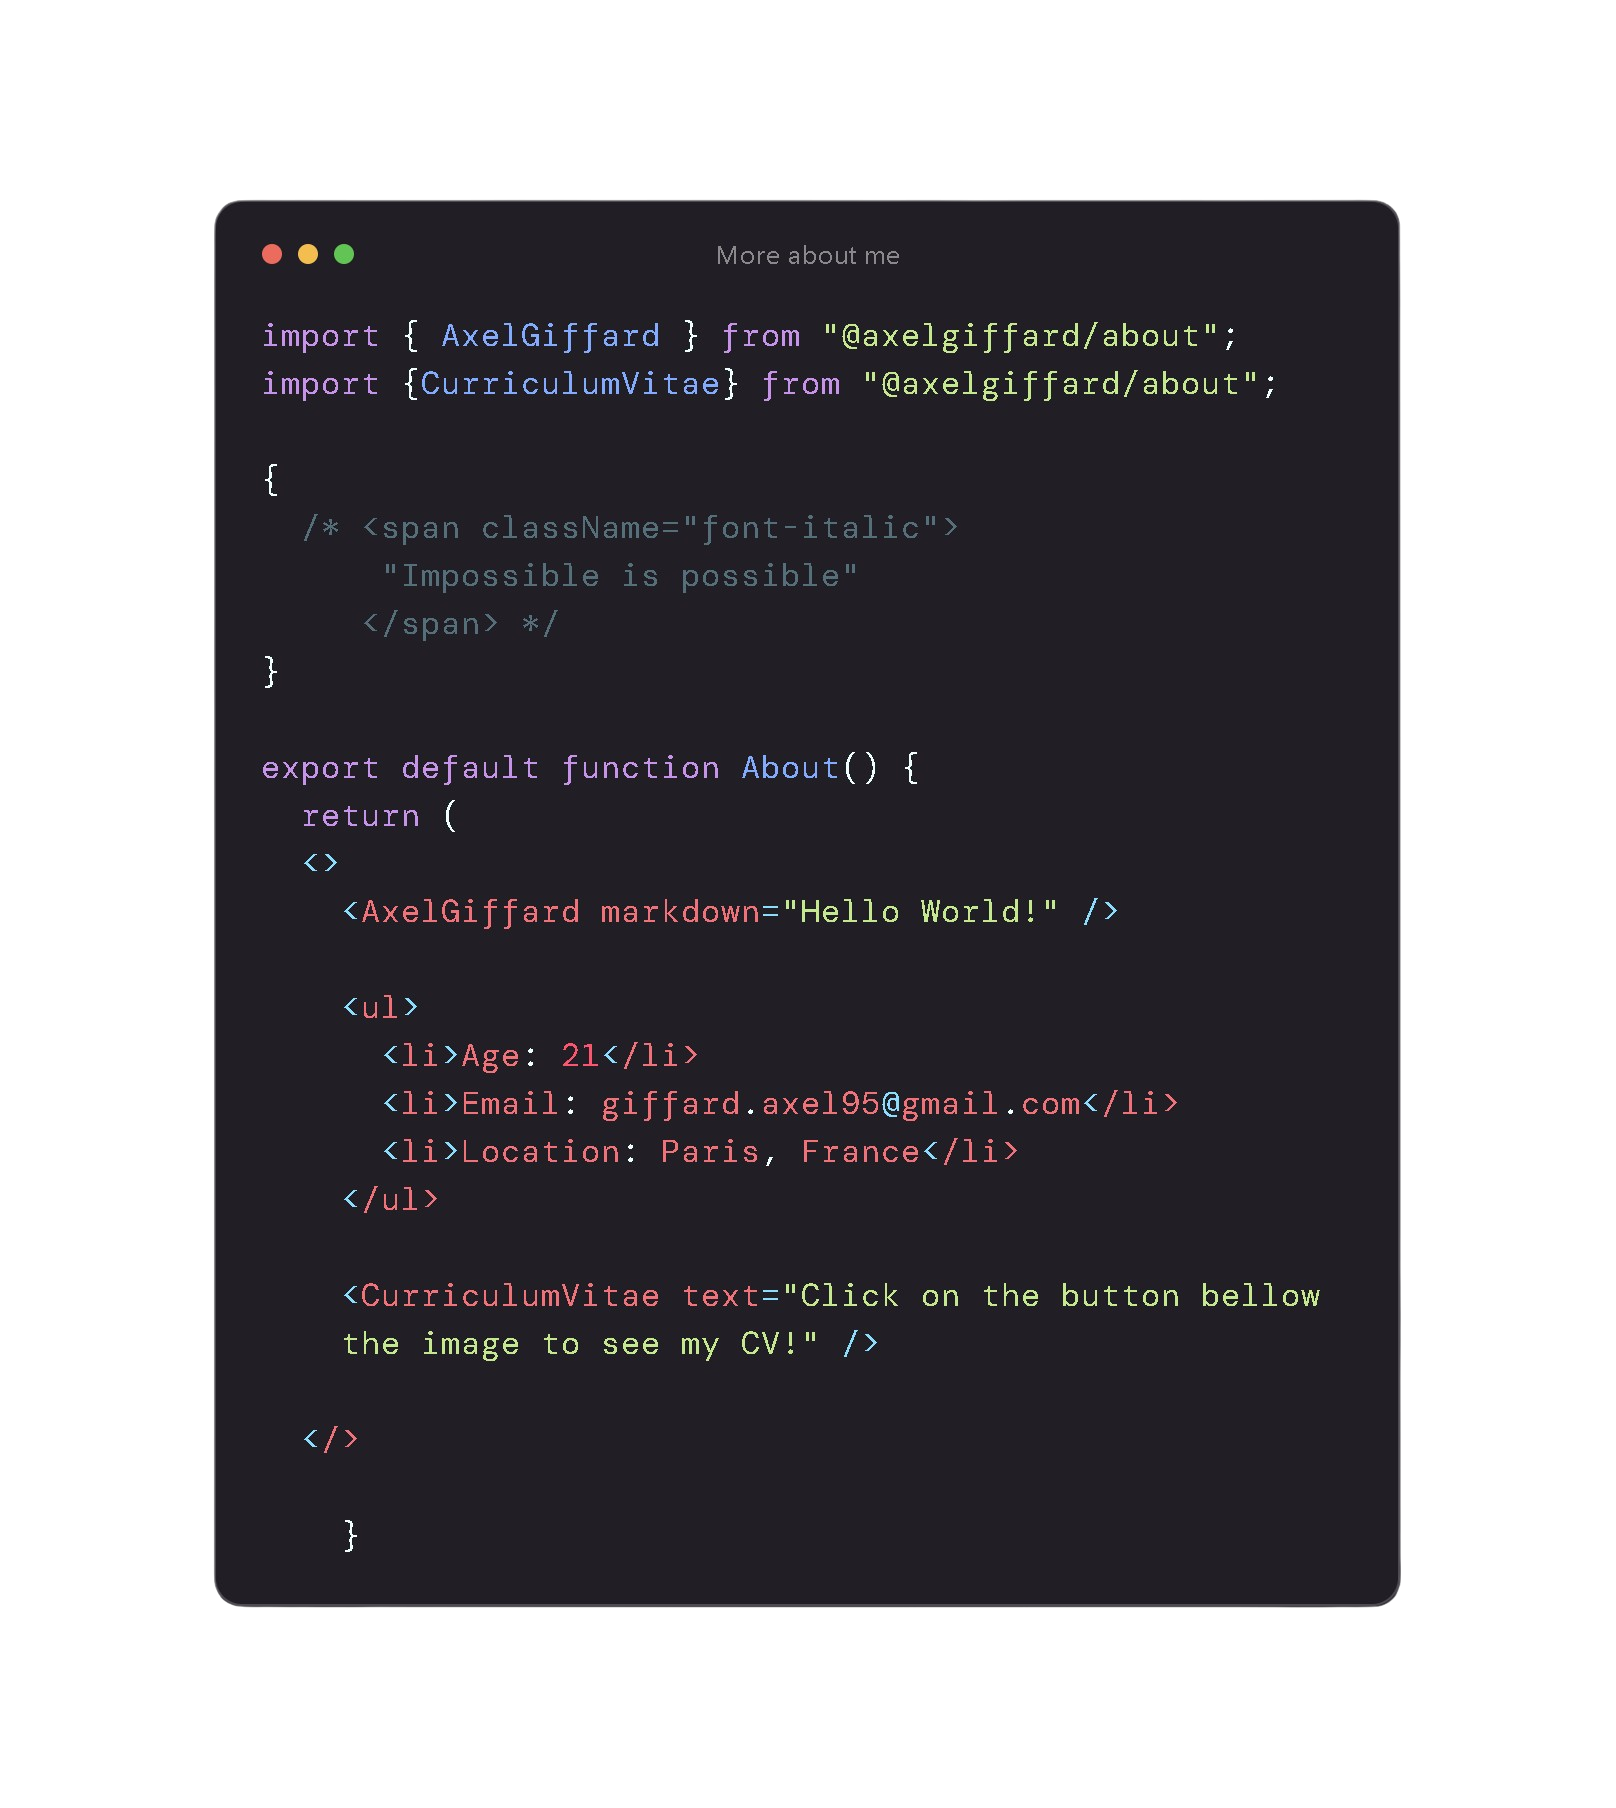 More about me
import { AxelGiffard } from "@axelgiffard/about";
import {CurriculumVitae} from "@axelgiffard/about";
{
/* <span className="font-italic">
"Impossible is possible"
</span> */
}
export default function About() {
return (
<>
<AxelGiffard markdown="Hello World!" />
<ul>
<li>Age: 21</li>
<li>Email: giffard.axel95@gmail.com</li>
<li>Location: Paris, France</li>
</ul>
<CurriculumVitae text="Click on the button bellow
the image to see my CV!" />
</>
}